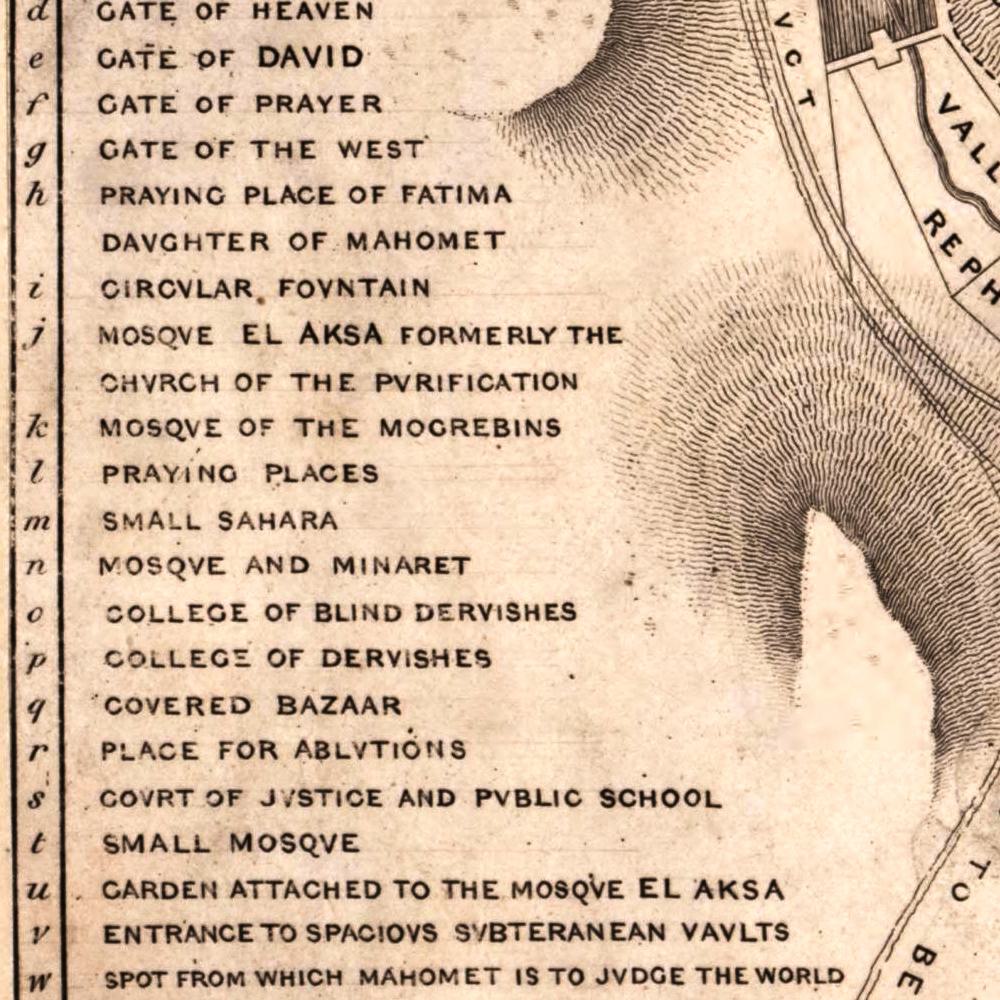 d GATE OF HEAVEN
e GATE OF DAVID
f GATE OF PRAYER
g GATE OF THE WEST
h PRAYING PLACE OF FATIMA
DAVGHTER OF MAHOMET
i CIRCVLAR FOVNTAIN
j MOSQVE EL AKSA FORMERLY THE
CHVRCH OF THE PVRIFICATION
k MOSQVE OF THE MOGREBINS
l PRAYING PLACES
m SMALL SAHARA
n MOSQVE AND MINARET
o COLLEGE OF BLIND DERVISHES
p COLLEGE OF DERVISHES
q COVERED BAZAAR
r PLACE FOR ABLVTIONS
s COVRT OF JVSTICE AND PVBLIC SCHOOL
t SMALL MOSQVE
u GARDEN ATTACHED TO THE MOSQVE EL AKSA
v ENTRANCE TO SPACIOVS SVBTERANEAN VAVLTS
w SPOT FROM WHICH MAHOMET IS TO JVDGE THE WORLD
VCT
VALL
REPH
TO
BE